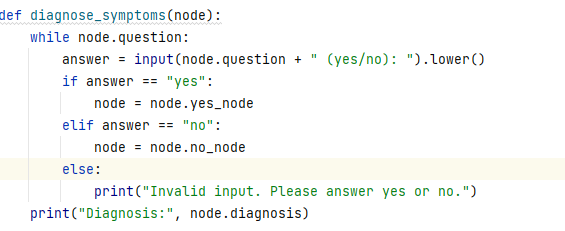 def diagnose_symptoms(node):
    while node.question:
        answer = input(node.question + " (yes/no): ").lower()
        if answer == "yes":
            node = node.yes_node
        elif answer == "no":
            node = node.no_node
        else:
            print("Invalid input. Please answer yes or no.")
    print("Diagnosis:", node.diagnosis)